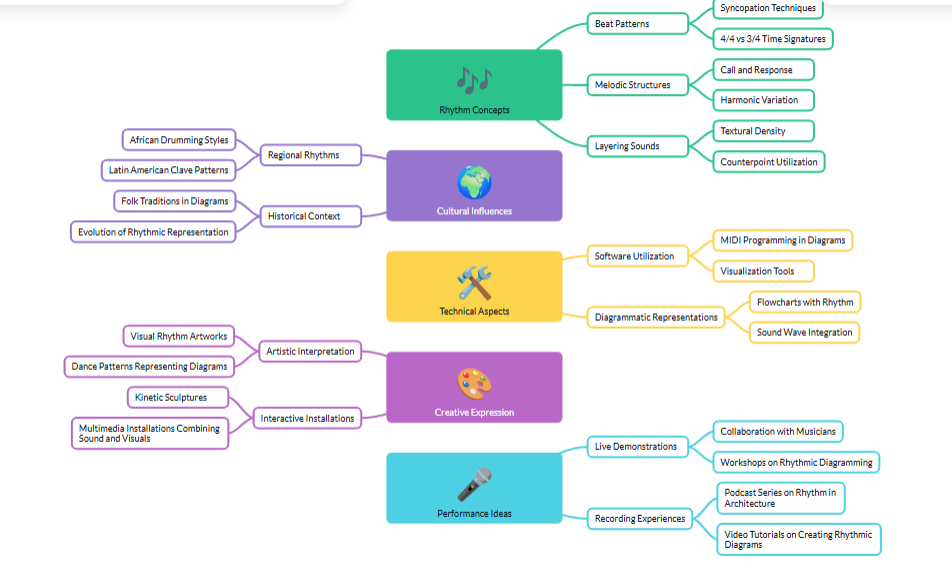 Rhythm Concepts
Beat Patterns
Syncopation Techniques
4/4 vs 3/4 Time Signatures
Melodic Structures
Call and Response
Harmonic Variation
Layering Sounds
Textural Density
Counterpoint Utilization
Cultural Influences
Regional Rhythms
African Drumming Styles
Latin American Clave Patterns
Historical Context
Folk Traditions in Diagrams
Evolution of Rhythmic Representation
Technical Aspects
Software Utilization
MIDI Programming in Diagrams
Visualization Tools
Diagrammatic Representations
Flowcharts with Rhythm
Sound Wave Integration
Creative Expression
Artistic Interpretation
Visual Rhythm Artworks
Dance Patterns Representing Diagrams
Interactive Installations
Kinetic Sculptures
Multimedia Installations Combining
Sound and Visuals
Performance Ideas
Live Demonstrations
Collaboration with Musicians
Workshops on Rhythmic Diagramming
Recording Experiences
Podcast Series on Rhythm in
Architecture
Video Tutorials on Creating Rhythmic
Diagrams